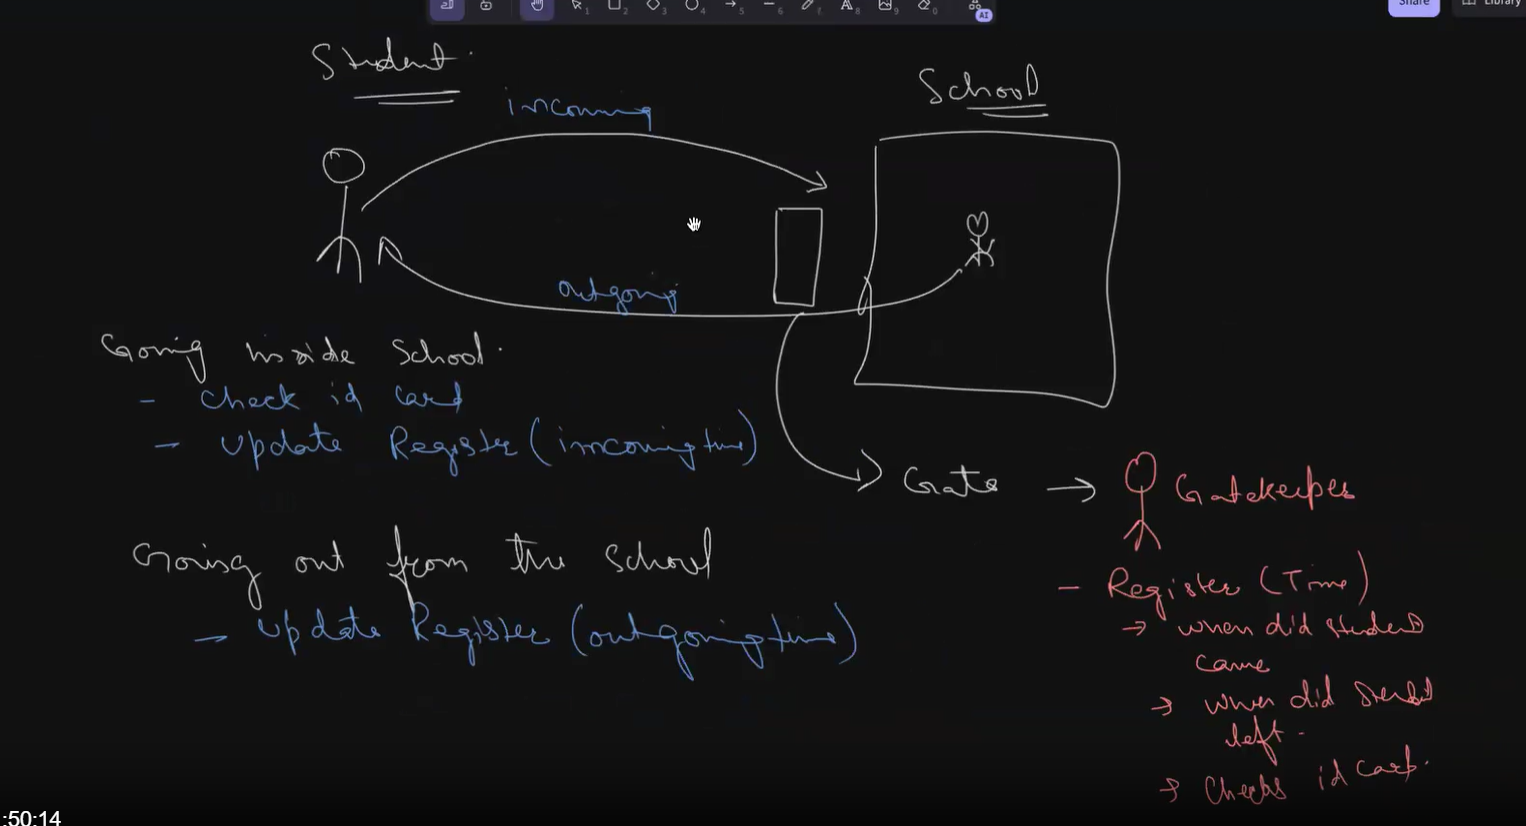 Share
Library
AI
Student
School
incoming
outgoing
Going inside School.
- Check id card
- Update Register (incoming time)
Gate → Gatekeeper
Going out from the School
- Update Register (outgoing time)
- Register (Time)
→ when did student
came
→ when did student
left.
→ Checks id card.
:50:14